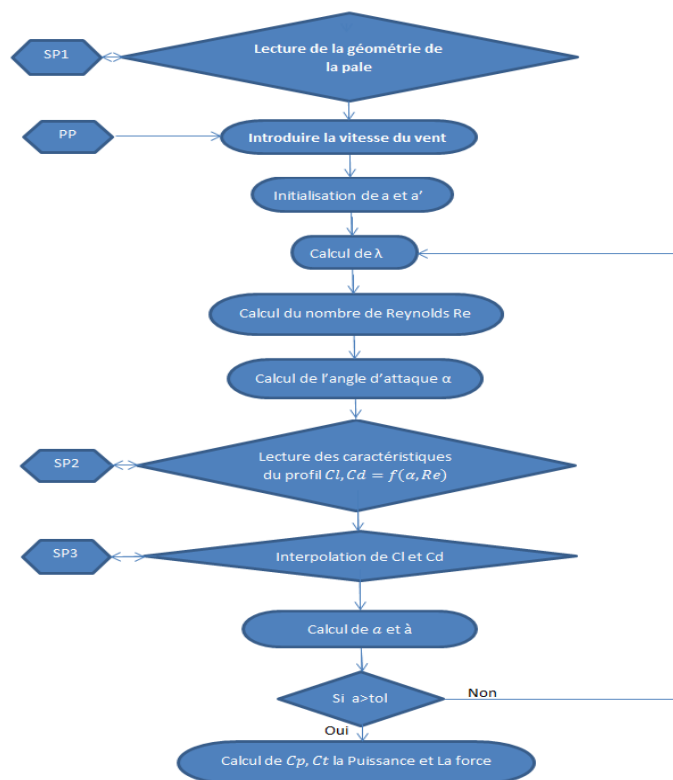 SP1
Lecture de la géométrie de
la pale
PP
Introduire la vitesse du vent
Initialisation de a et a’
Calcul de λ
Calcul du nombre de Reynolds Re
Calcul de l’angle d’attaque α
SP2
Lecture des caractéristiques
du profil Cl, Cd = f(α, Re)
SP3
Interpolation de Cl et Cd
Calcul de a et à
Si a>tol
Non
Oui
Calcul de Cp, Ct la Puissance et La force